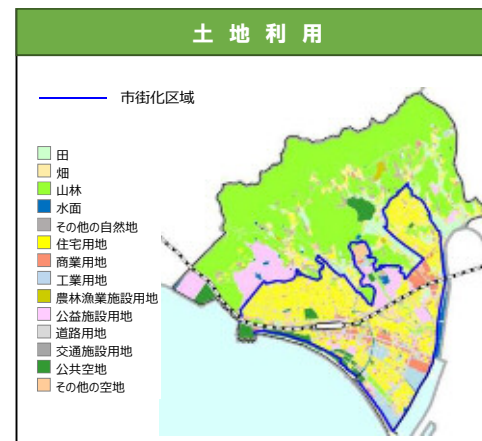 土地利用
市街化区域
田
畑
山林
水面
その他の自然地
住宅用地
商業用地
工業用地
農林漁業施設用地
公益施設用地
道路用地
交通施設用地
公共空地
その他の空地